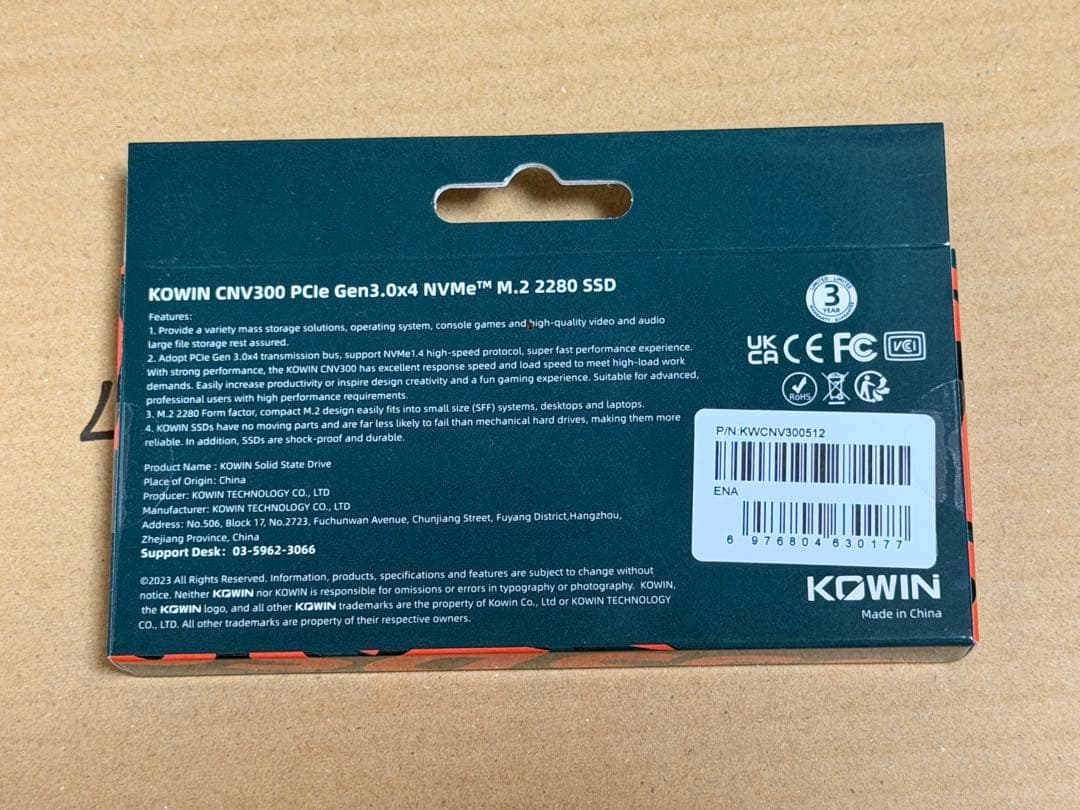 KOWIN CNV300 PCIe Gen3.0x4 NVMe™ M.2 2280 SSD
Features:
1. Provide a variety mass storage solutions, operating system, console games and high-quality video and audio
large file storage rest assured.
2. Adopt PCIe Gen 3.0x4 transmission bus, support NVMe1.4 high-speed protocol, super fast performance experience.
With strong performance, the KOWIN CNV300 has excellent response speed and load speed to meet high-load work
demands. Easily increase productivity or inspire design creativity and a fun gaming experience. Suitable for advanced,
professional users with high performance requirements.
3. M.2 2280 Form factor, compact M.2 design easily fits into small size (SFF) systems, desktops and laptops.
4. KOWIN SSDs have no moving parts and are far less likely to fail than mechanical hard drives, making them more
reliable. In addition, SSDs are shock-proof and durable.
Product Name : KOWIN Solid State Drive
Place of Origin: China
Producer: KOWIN TECHNOLOGY CO., LTD
Manufacturer: KOWIN TECHNOLOGY CO., LTD
Address: No.506, Block 17, No.2723, Fuchunwan Avenue, Chunjiang Street, Fuyang District,Hangzhou,
Zhejiang Province, China
Support Desk: 03-5962-3066
©2023 All Rights Reserved. Information, products, specifications and features are subject to change without
notice. Neither KOWIN nor KOWIN is responsible for omissions or errors in typography or photography. KOWIN,
the KOWIN logo, and all other KOWIN trademarks are the property of Kowin Co., Ltd or KOWIN TECHNOLOGY
CO., LTD. All other trademarks are property of their respective owners.
3
YEAR
UK
CA CE FC VCCI
RoHS
P/N:KWCNV300512
ENA
6 976804 630177
KOWIN
Made in China